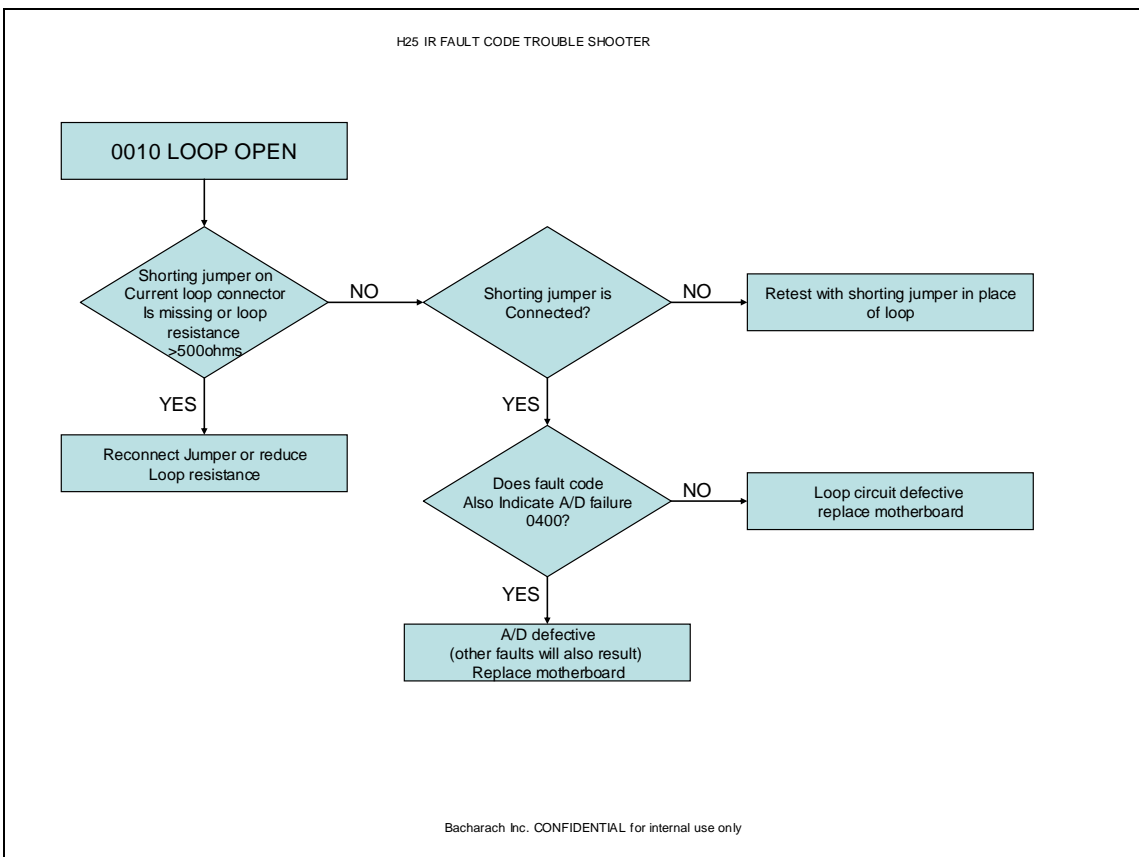 H25 IR FAULT CODE TROUBLE SHOOTER
0010 LOOP OPEN
Shorting jumper on
Current loop connector
Is missing or loop
resistance
>500ohms
NO
Shorting jumper is
Connected?
NO
Retest with shorting jumper in place
of loop
YES
Reconnect Jumper or reduce
Loop resistance
YES
Does fault code
Also Indicate A/D failure
0400?
NO
Loop circuit defective
replace motherboard
YES
A/D defective
(other faults will also result)
Replace motherboard
Bacharach Inc. CONFIDENTIAL for internal use only